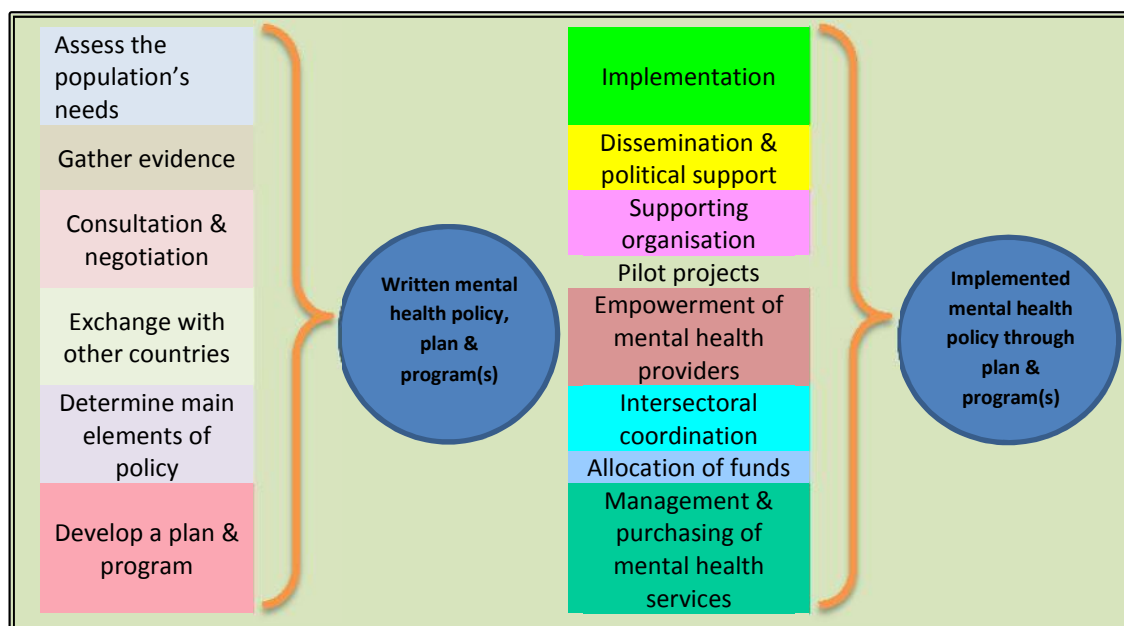 Assess the
population’s
needs
Gather evidence
Consultation &
negotiation
Exchange with
other countries
Determine main
elements of
policy
Develop a plan &
program
Written mental
health policy,
plan &
program(s)
Implementation
Dissemination &
political support
Supporting
organisation
Pilot projects
Empowerment of
mental health
providers
Intersectoral
coordination
Allocation of funds
Management &
purchasing of
mental health
services
Implemented
mental health
policy through
plan &
program(s)